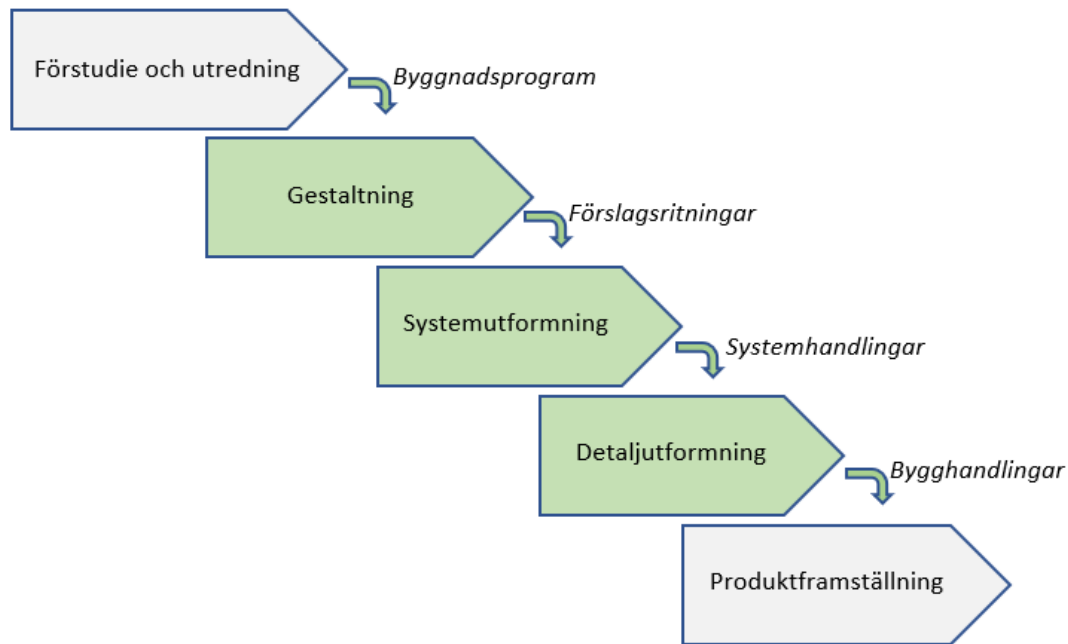 Förstudie och utredning
Byggnadsprogram
Gestaltning
Förslagsritningar
Systemutformning
Systemhandlingar
Detaljutformning
Bygghandlingar
Produktframställning